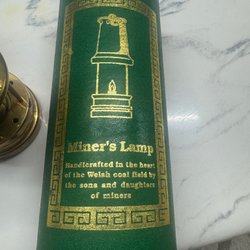 Miner's Lamp
Handcrafted in the heart
of the Welsh coal field by
the sons and daughters
of miners